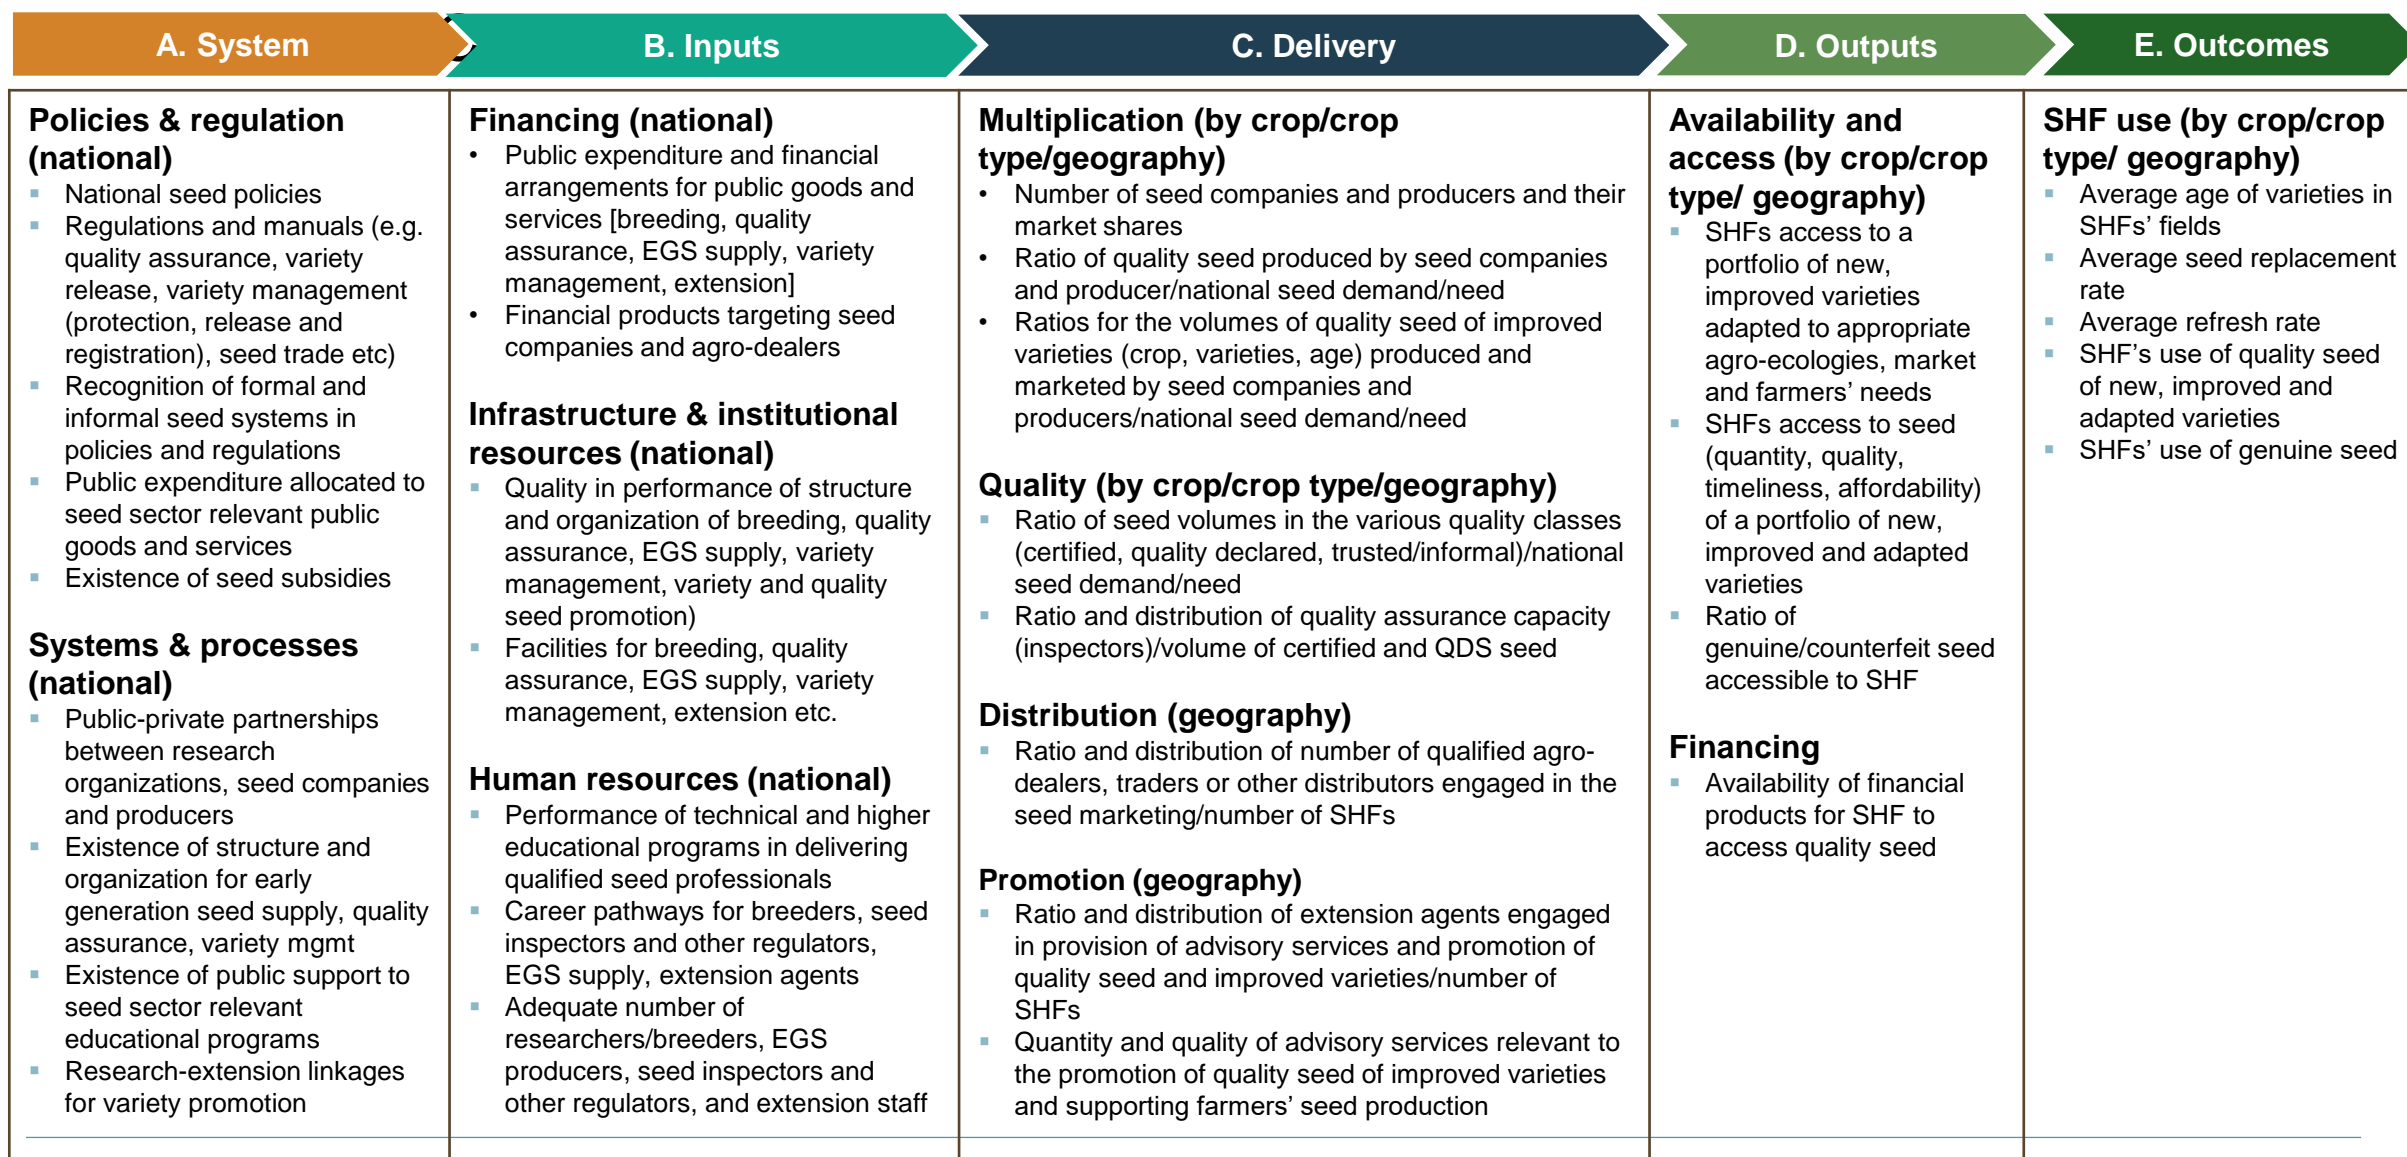 A. System
B. Inputs
C. Delivery
D. Outputs
E. Outcomes
Policies & regulation
(national)
▪ National seed policies
▪ Regulations and manuals (e.g.
quality assurance, variety
release, variety management
(protection, release and
registration), seed trade etc)
▪ Recognition of formal and
informal seed systems in
policies and regulations
▪ Public expenditure allocated to
seed sector relevant public
goods and services
▪ Existence of seed subsidies
Systems & processes
(national)
▪ Public-private partnerships
between research
organizations, seed companies
and producers
▪ Existence of structure and
organization for early
generation seed supply, quality
assurance, variety mgmt
▪ Existence of public support to
seed sector relevant
educational programs
▪ Research-extension linkages
for variety promotion
Financing (national)
• Public expenditure and financial
arrangements for public goods and
services [breeding, quality
assurance, EGS supply, variety
management, extension]
• Financial products targeting seed
companies and agro-dealers
Infrastructure & institutional
resources (national)
▪ Quality in performance of structure
and organization of breeding, quality
assurance, EGS supply, variety
management, variety and quality
seed promotion)
▪ Facilities for breeding, quality
assurance, EGS supply, variety
management, extension etc.
Human resources (national)
▪ Performance of technical and higher
educational programs in delivering
qualified seed professionals
▪ Career pathways for breeders, seed
inspectors and other regulators,
EGS supply, extension agents
▪ Adequate number of
researchers/breeders, EGS
producers, seed inspectors and
other regulators, and extension staff
Multiplication (by crop/crop
type/geography)
• Number of seed companies and producers and their
market shares
• Ratio of quality seed produced by seed companies
and producer/national seed demand/need
• Ratios for the volumes of quality seed of improved
varieties (crop, varieties, age) produced and
marketed by seed companies and
producers/national seed demand/need
Quality (by crop/crop type/geography)
▪ Ratio of seed volumes in the various quality classes
(certified, quality declared, trusted/informal)/national
seed demand/need
▪ Ratio and distribution of quality assurance capacity
(inspectors)/volume of certified and QDS seed
Distribution (geography)
▪ Ratio and distribution of number of qualified agro-
dealers, traders or other distributors engaged in the
seed marketing/number of SHFs
Promotion (geography)
▪ Ratio and distribution of extension agents engaged
in provision of advisory services and promotion of
quality seed and improved varieties/number of
SHFs
▪ Quantity and quality of advisory services relevant to
the promotion of quality seed of improved varieties
and supporting farmers' seed production
Availability and
access (by crop/crop
type/ geography)
▪ SHFs access to a
portfolio of new,
improved varieties
adapted to appropriate
agro-ecologies, market
and farmers' needs
▪ SHFs access to seed
(quantity, quality,
timeliness, affordability)
of a portfolio of new,
improved and adapted
varieties
▪ Ratio of
genuine/counterfeit seed
accessible to SHF
Financing
▪ Availability of financial
products for SHF to
access quality seed
SHF use (by crop/crop
type/ geography)
▪ Average age of varieties in
SHFs' fields
▪ Average seed replacement
rate
▪ Average refresh rate
▪ SHF's use of quality seed
of new, improved and
adapted varieties
▪ SHFs' use of genuine seed